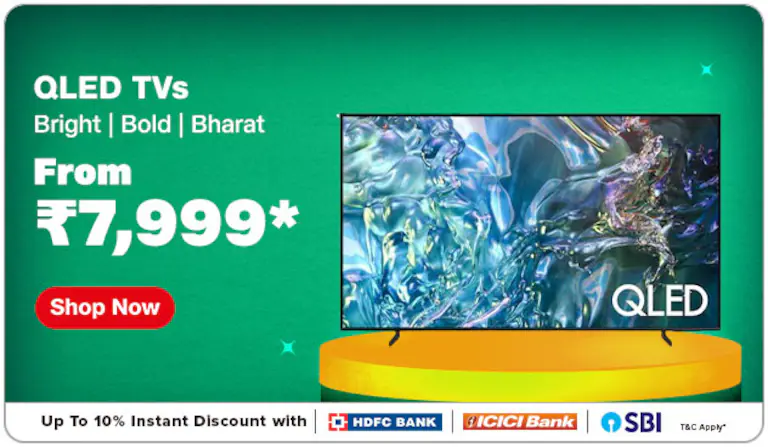 QLED TVs
Bright | Bold | Bharat
From
₹7,999*
Shop Now
QLED
Up To 10% Instant Discount with | HDFC BANK | ICICI Bank | SBI T&C Apply*